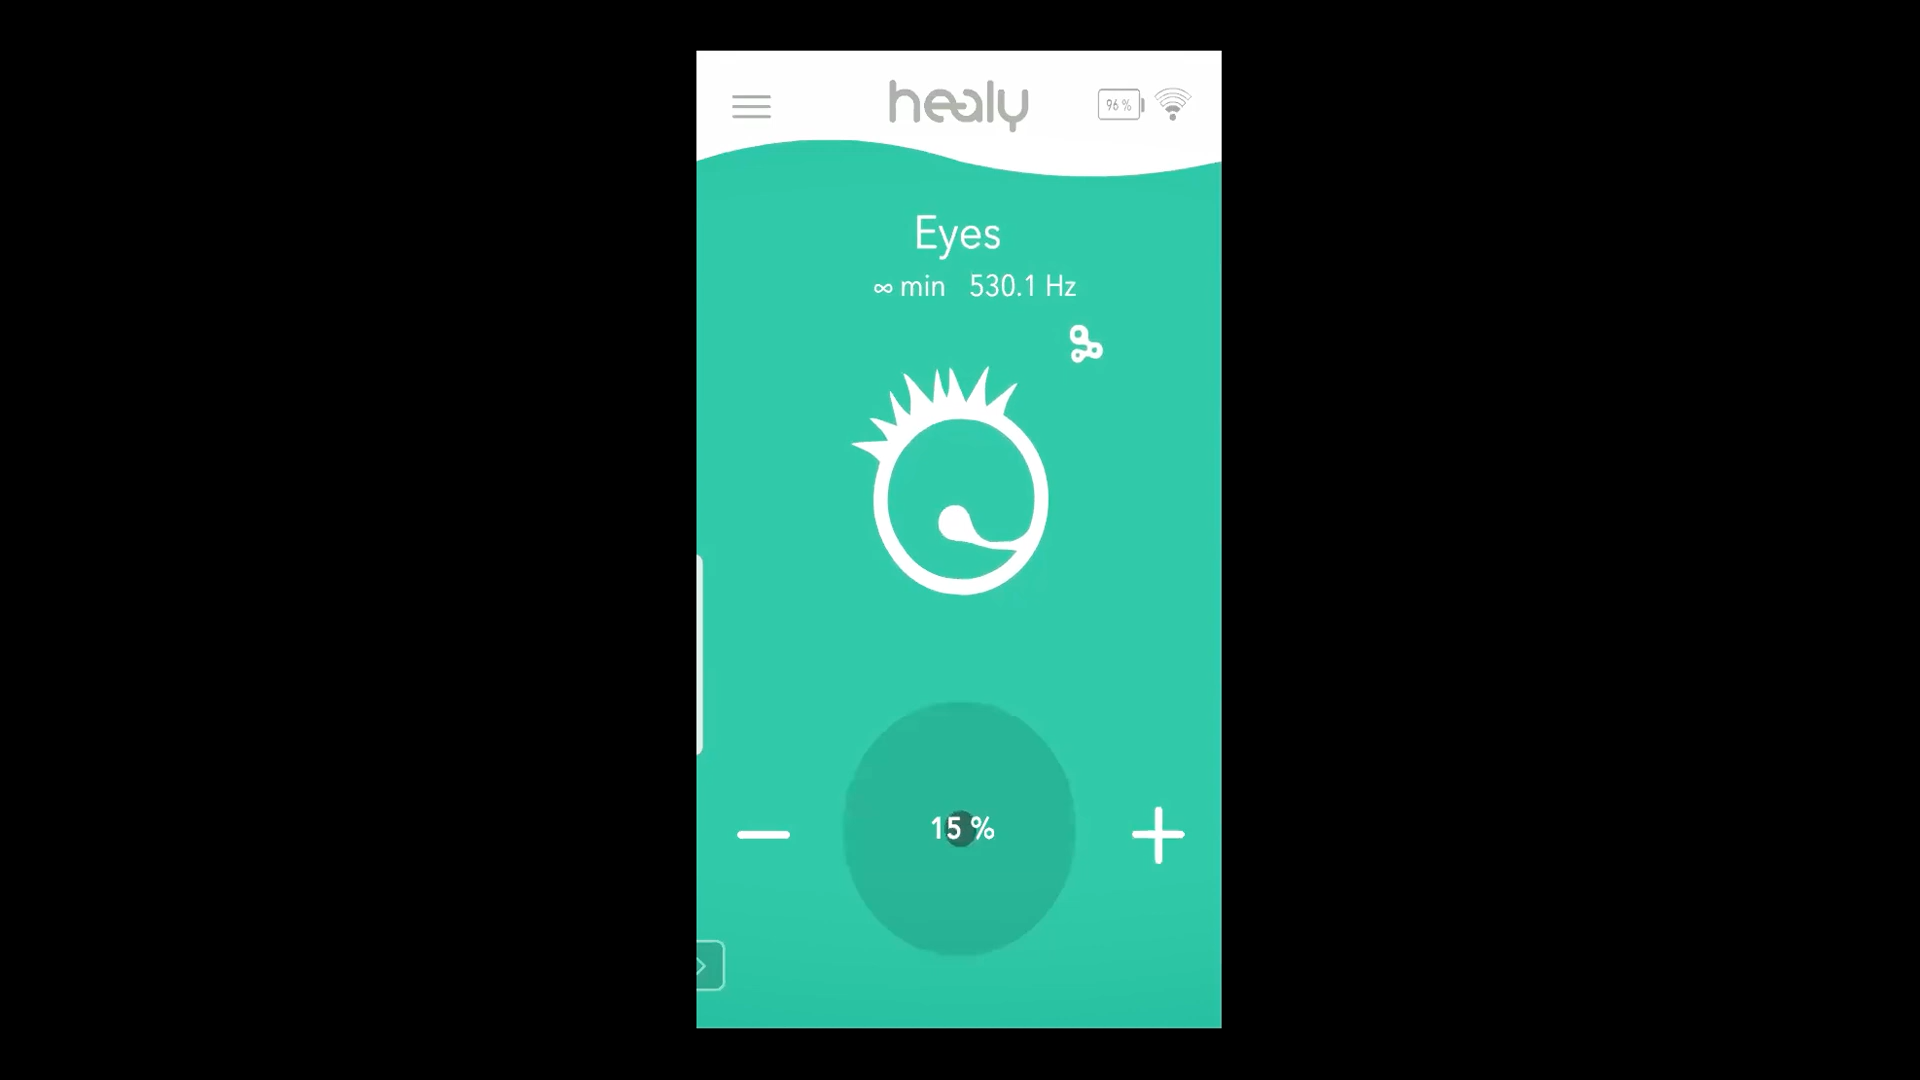 healy
96 %
Eyes
∞ min 530.1 Hz
15 %